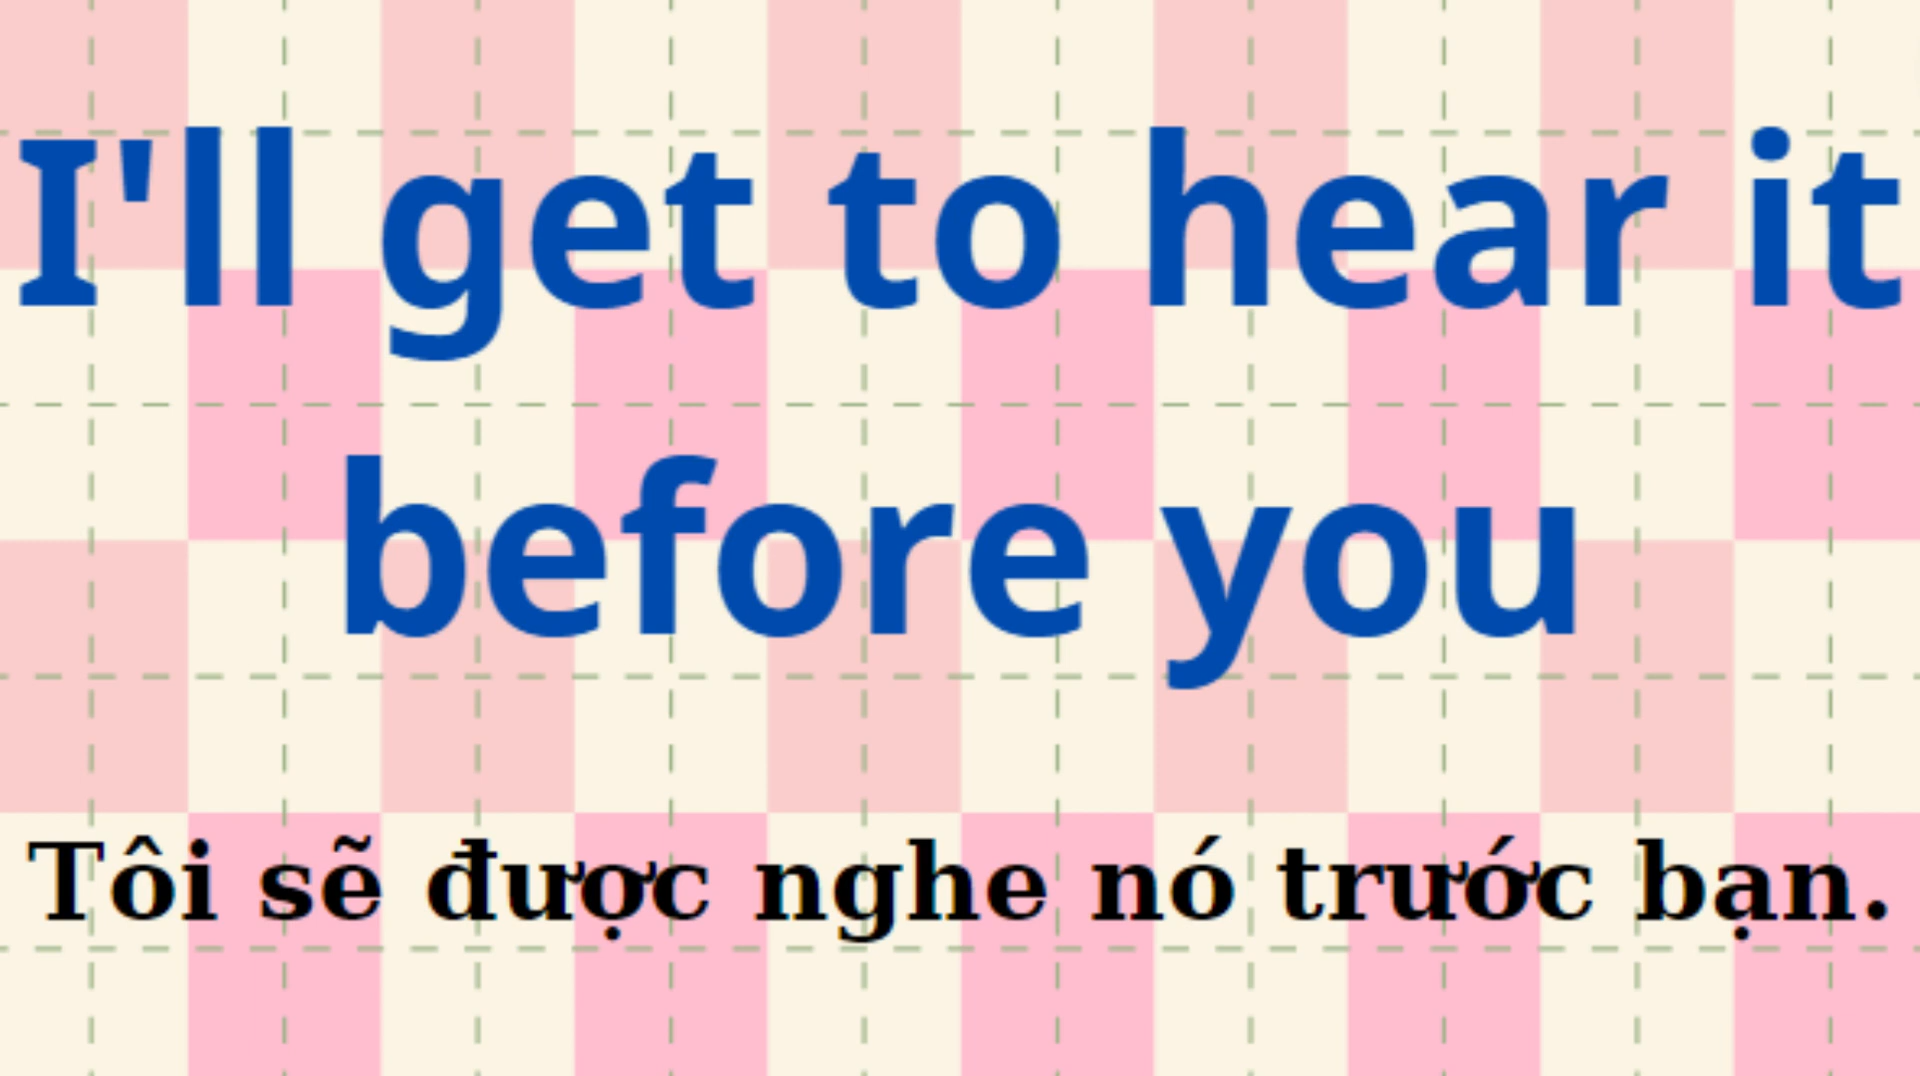 I'll get to hear it
before you
Tôi sẽ được nghe nó trước bạn.